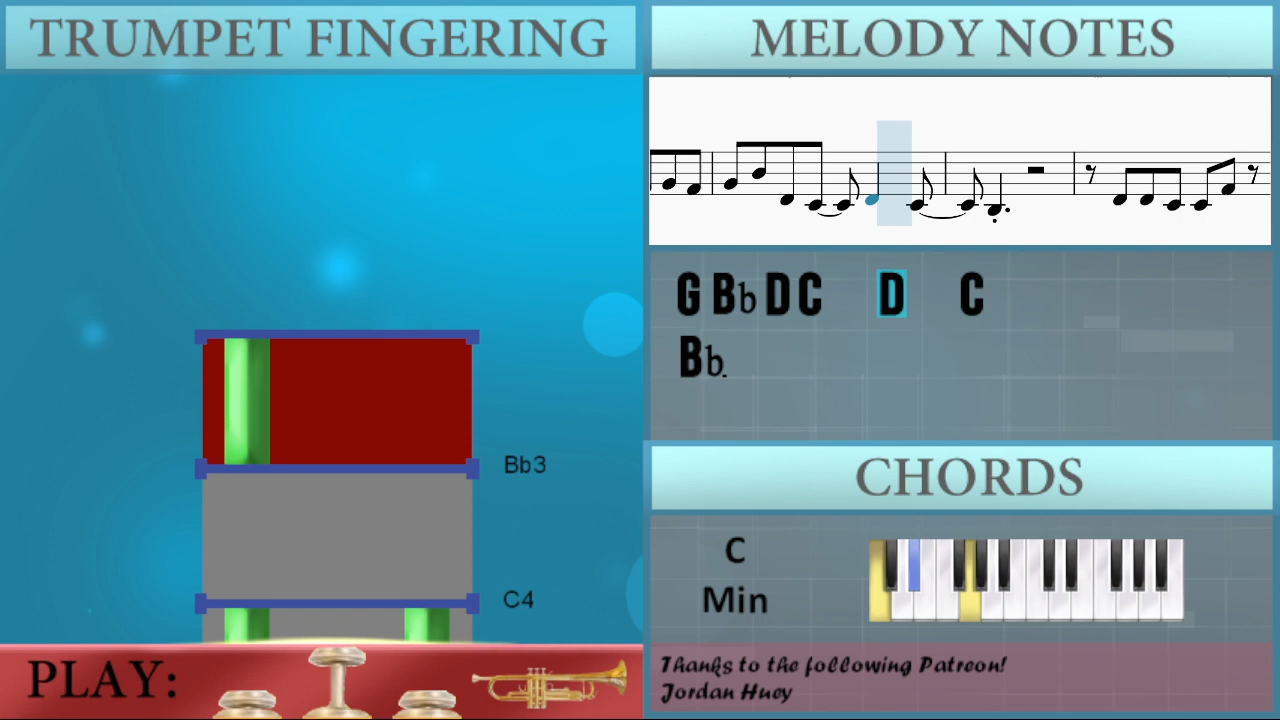 TRUMPET FINGERING
MELODY NOTES
G Bb D C D C
Bb.
Bb3
C4
CHORDS
C
Min
PLAY:
Thanks to the following Patreon!
Jordan Huey